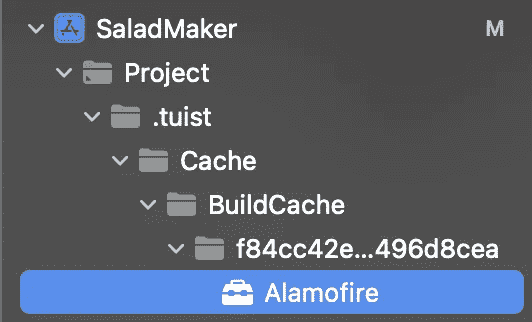 SaladMaker M
Project
.tuist
Cache
BuildCache
f84cc42e...496d8cea
Alamofire